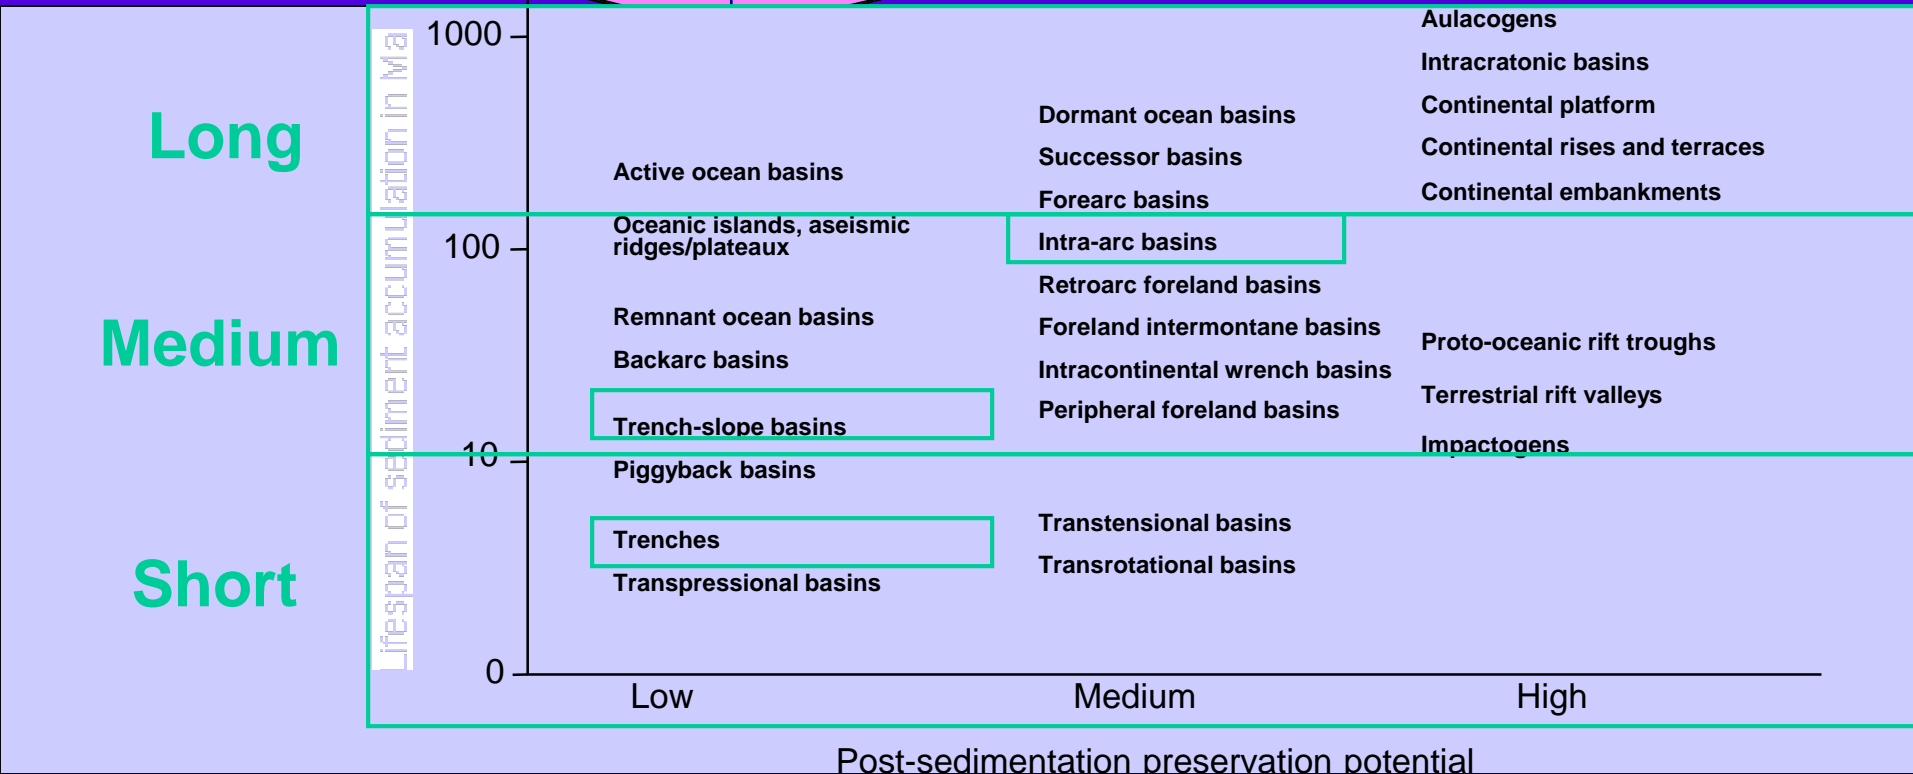 Long
Medium
Short
Lifespan of sediment accumulation in Ma
1000
100
10
0
Active ocean basins
Oceanic islands, aseismic
ridges/plateaux
Remnant ocean basins
Backarc basins
Trench-slope basins
Piggyback basins
Trenches
Transpressional basins
Dormant ocean basins
Successor basins
Forearc basins
Intra-arc basins
Retroarc foreland basins
Foreland intermontane basins
Intracontinental wrench basins
Peripheral foreland basins
Transtensional basins
Transrotational basins
Aulacogens
Intracratonic basins
Continental platform
Continental rises and terraces
Continental embankments
Proto-oceanic rift troughs
Terrestrial rift valleys
Impactogens
Low
Medium
High
Post-sedimentation preservation potential